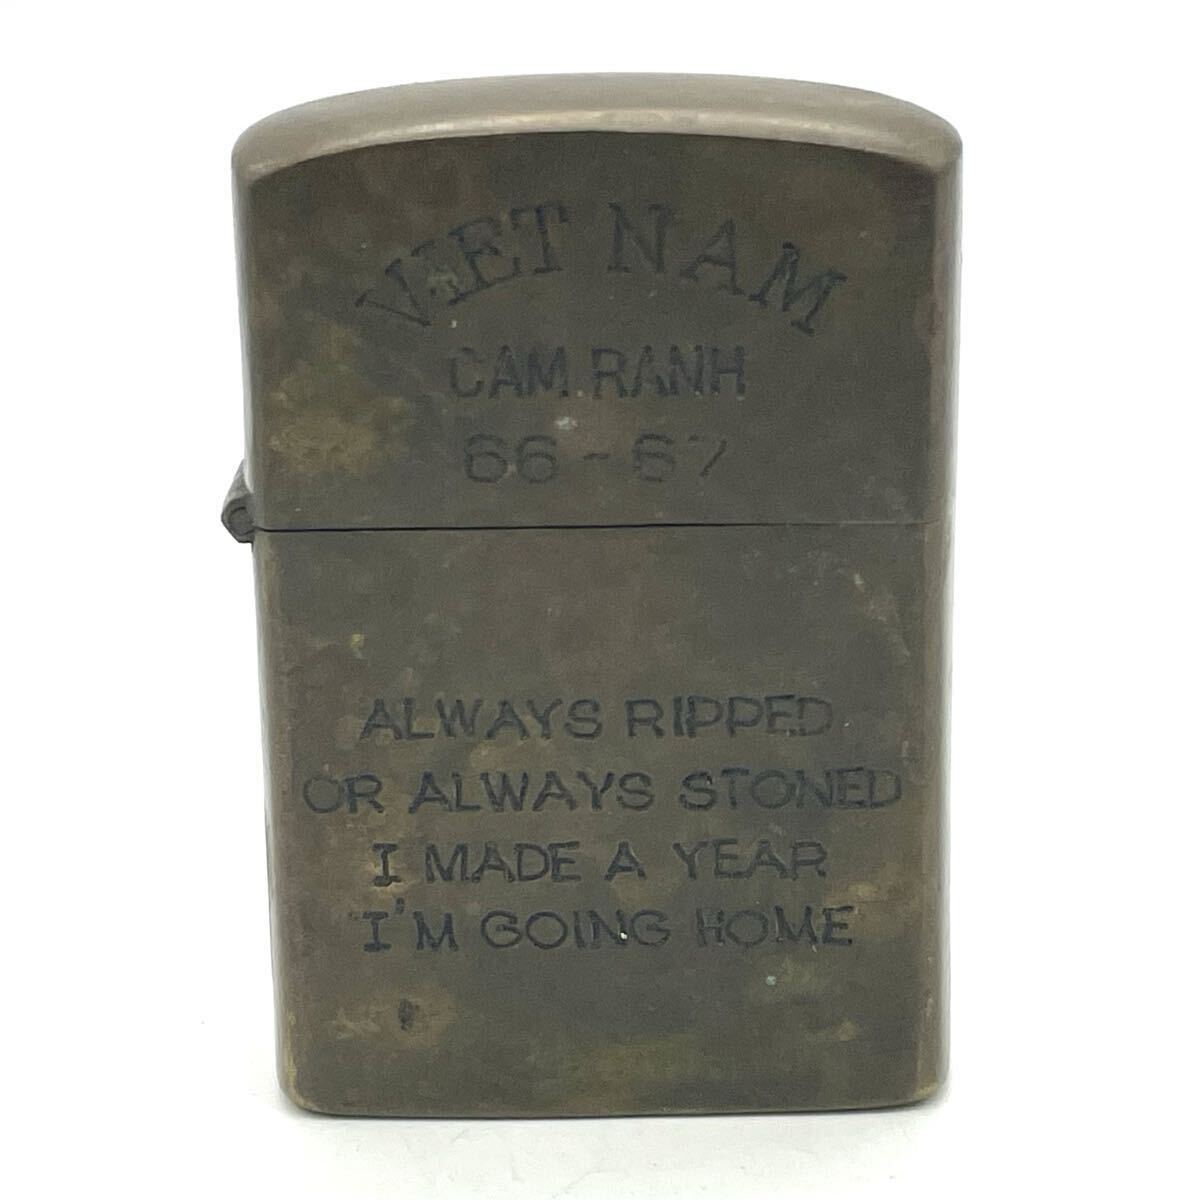 VIET NAM
CAM RANH
66-67
ALWAYS RIPPED
OR ALWAYS STONED
I MADE A YEAR
I'M GOING HOME